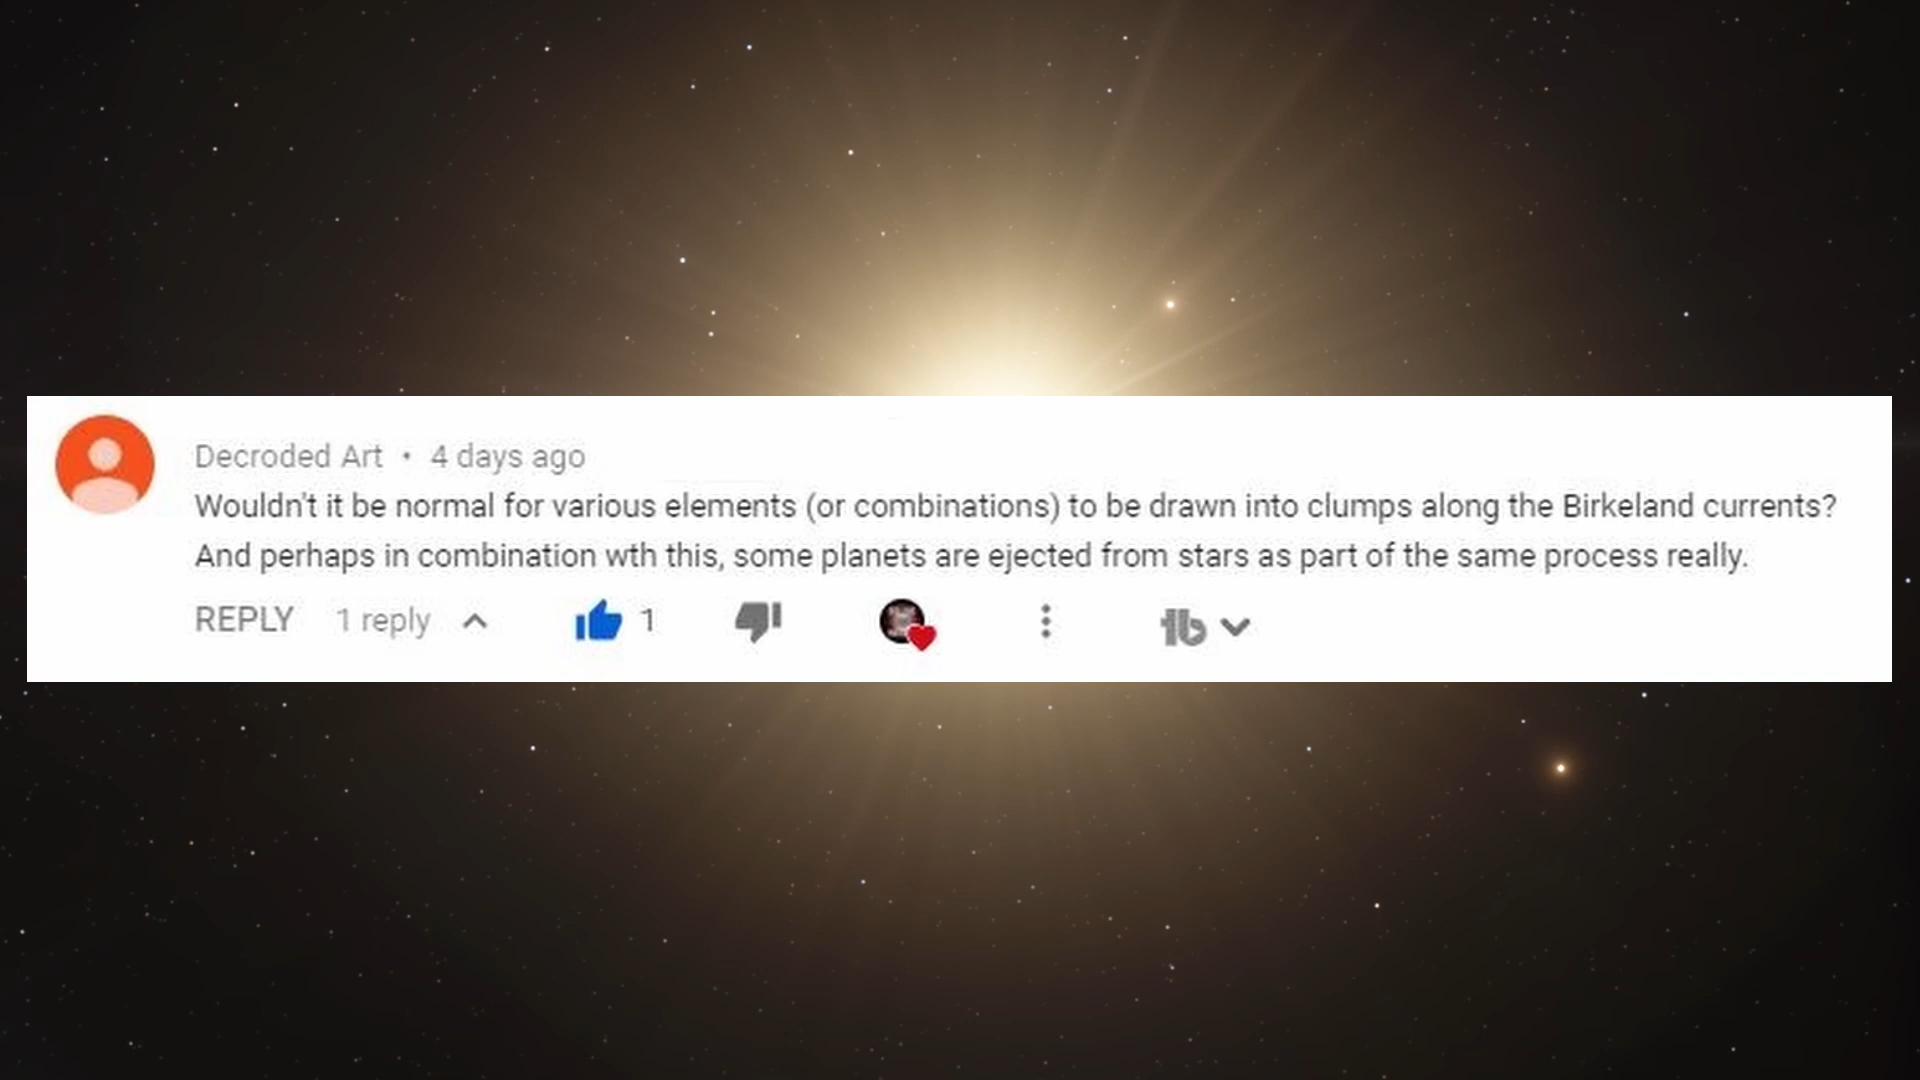 Decroded Art • 4 days ago
Wouldn't it be normal for various elements (or combinations) to be drawn into clumps along the Birkeland currents?
And perhaps in combination wth this, some planets are ejected from stars as part of the same process really.
REPLY 1 reply 1